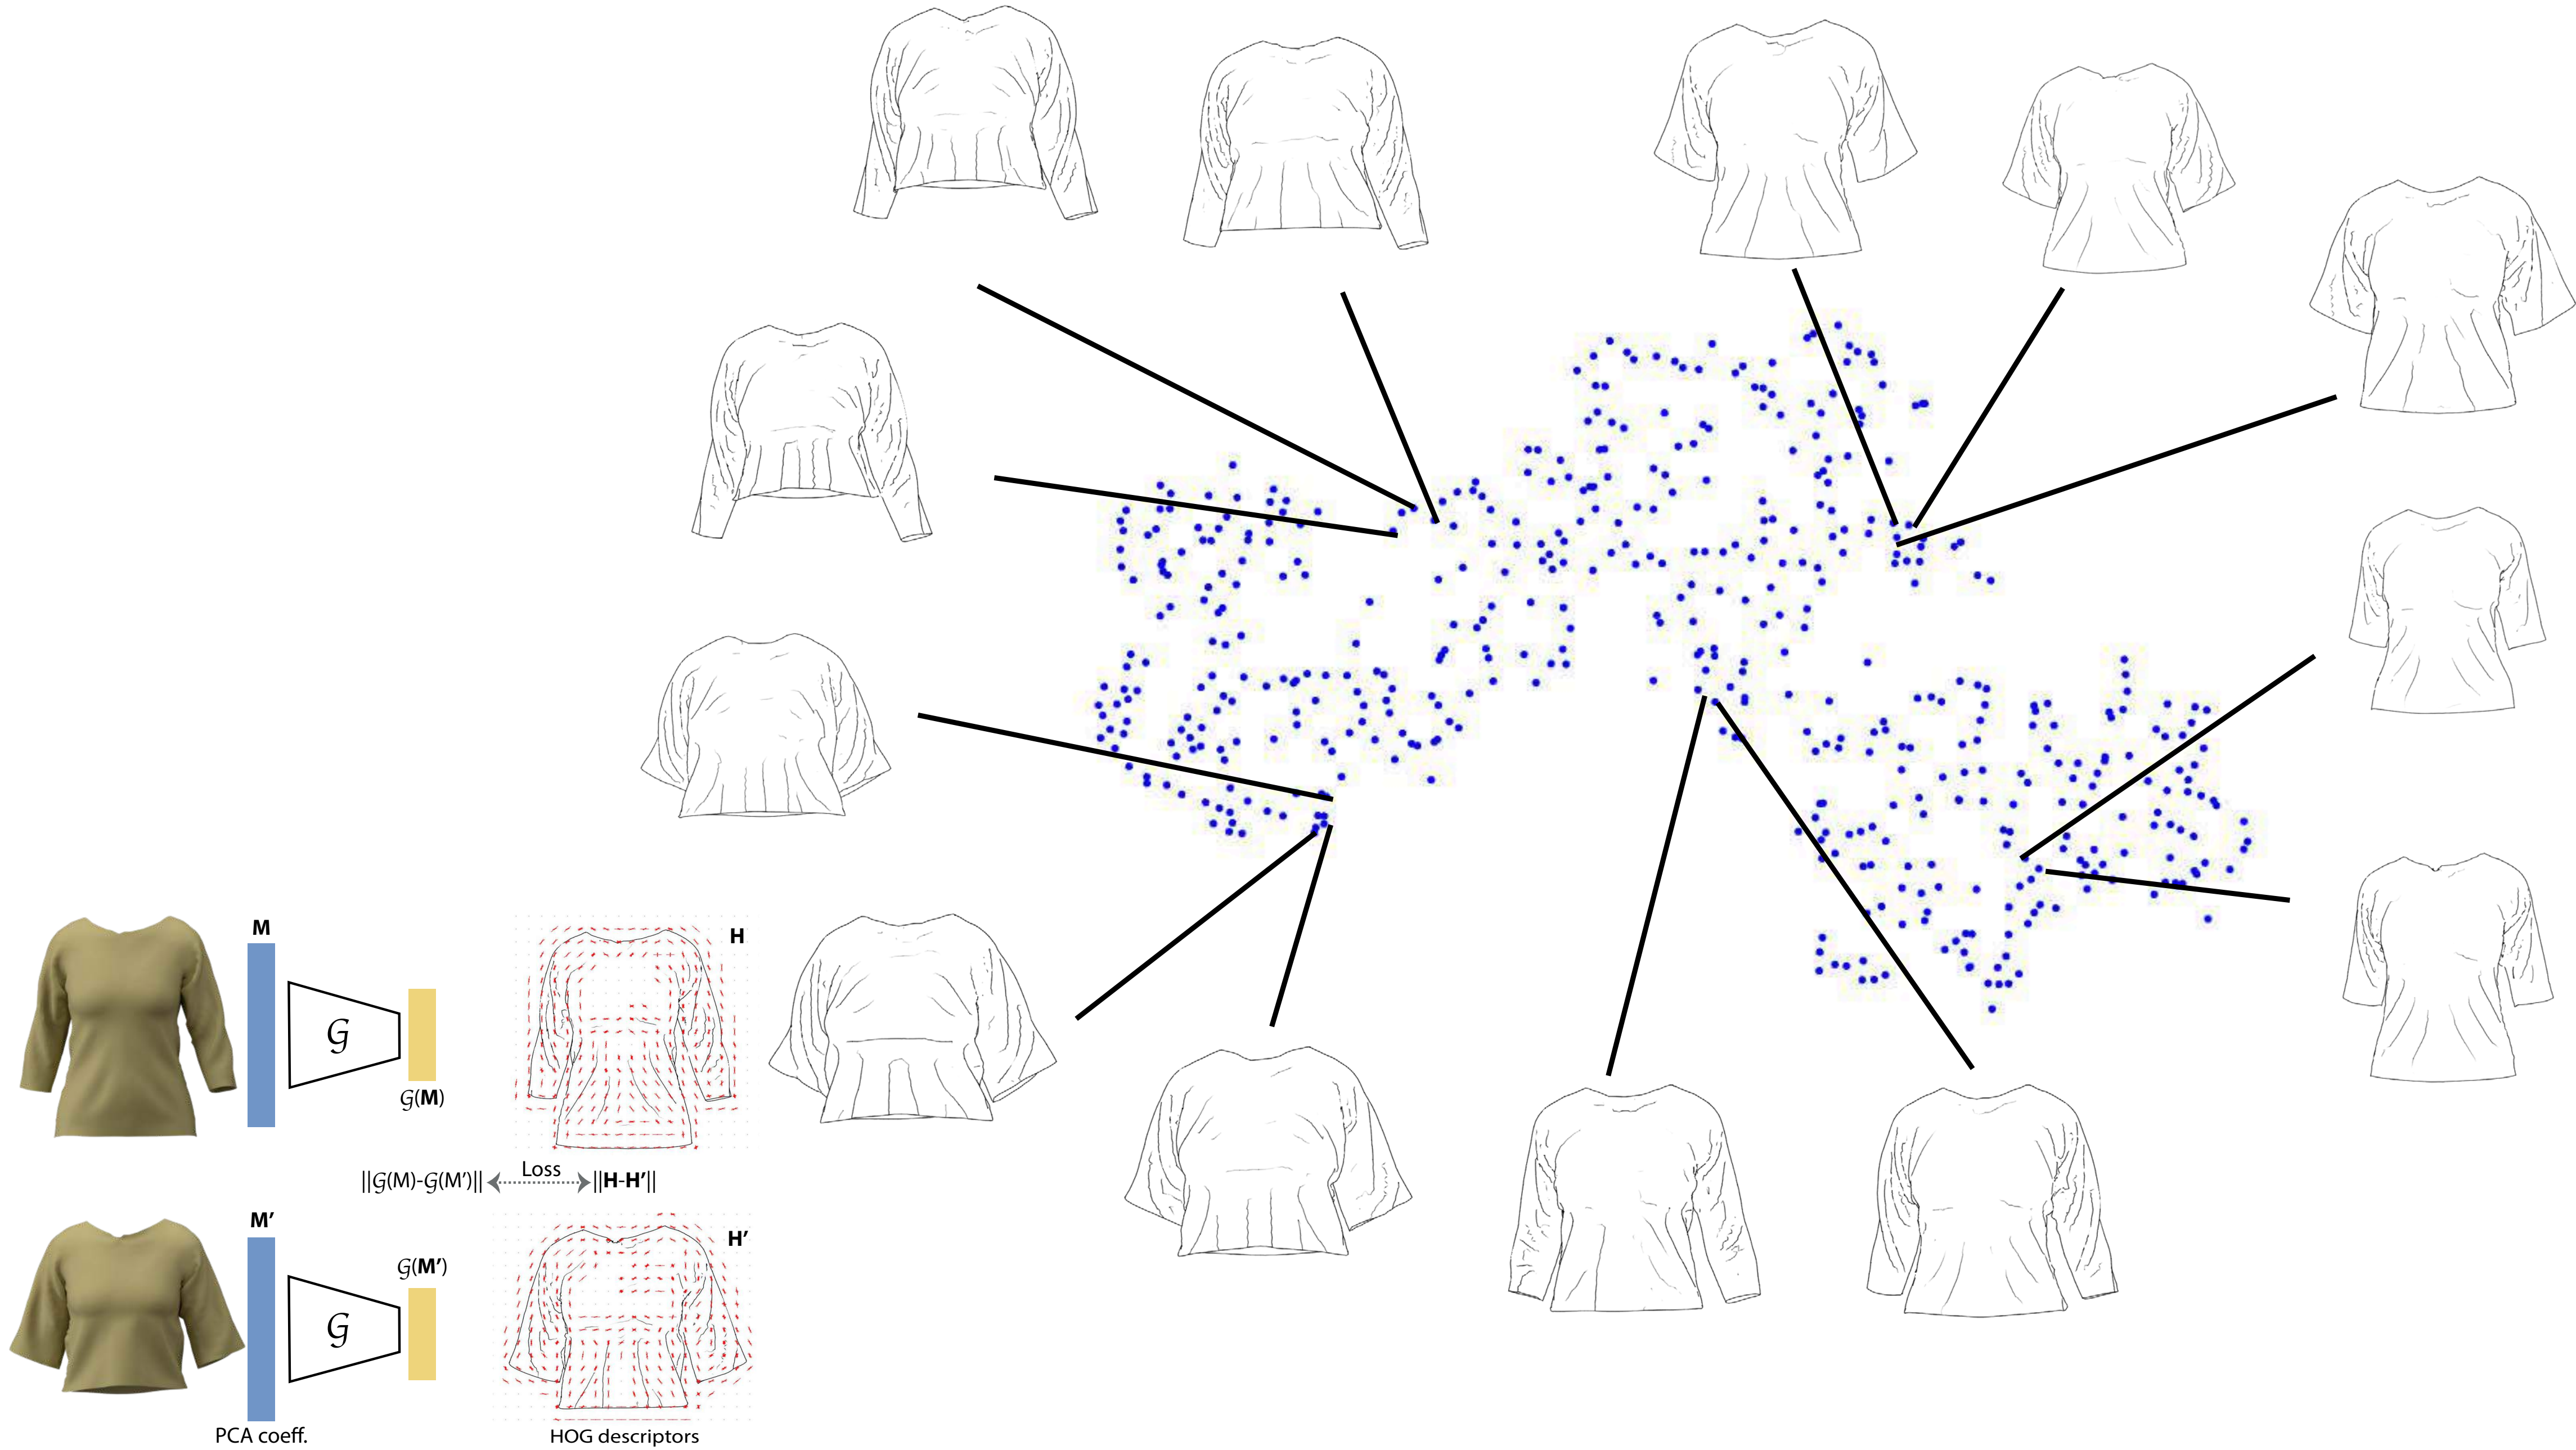 M
H
G
G(M)
||G(M)-G(M')||
Loss
||H-H'||
M'
H'
G(M')
G
PCA coeff.
HOG descriptors